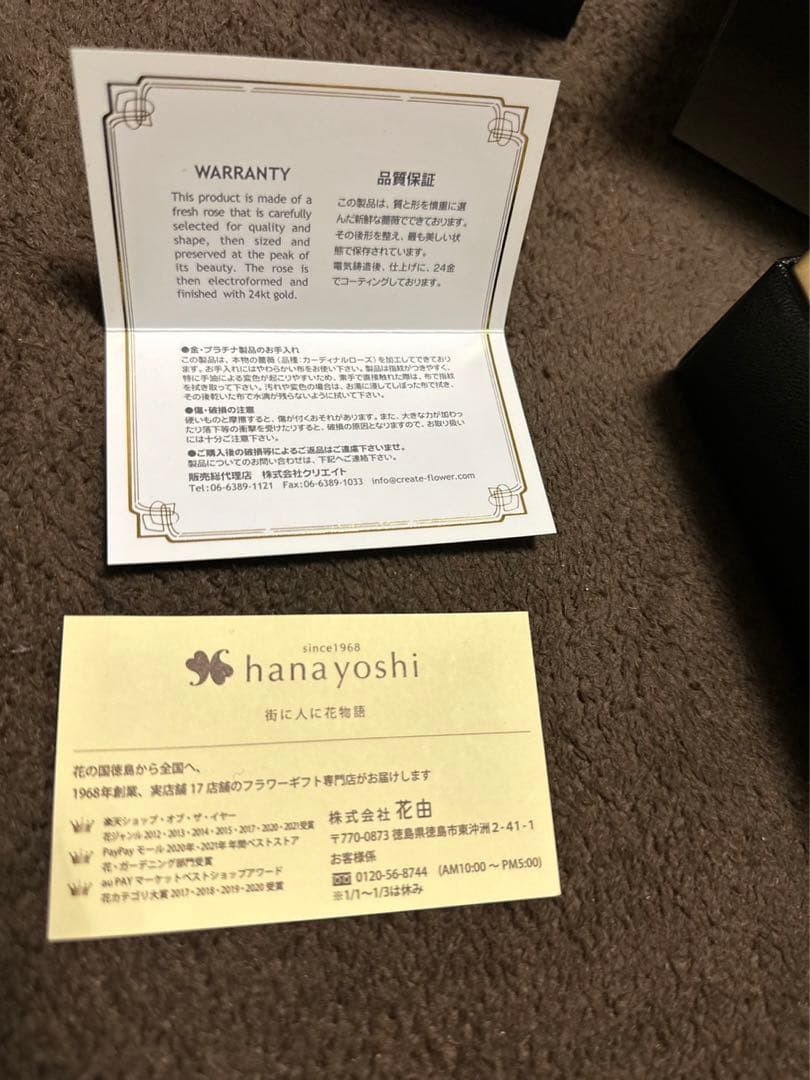 WARRANTY
This product is made of a
fresh rose that is carefully
selected for quality and
shape, then sized and
preserved at the peak of
its beauty. The rose is
then electroformed and
finished with 24kt gold.
品質保証
この製品は、質と形を慎重に選
んだ新鮮な薔薇でできております。
その後形を整え、最も美しい状
態で保存されています。
電気鋳造後、仕上げに、24金
でコーティングしております。
●金・プラチナ製品のお手入れ
この製品は、本物の薔薇(品種:カーディナルローズ)を加工してできており
ます。お手入れにはやわらかい布をお使い下さい。製品は指紋がつきやすく、
特に手油による変色が起こりやすいため、素手で直接触れた際は、布で指紋
を拭き取って下さい。汚れや変色の場合は、お湯に浸してしぼった布で拭き、
その後乾いた布で水滴が残らないように拭いて下さい。
●傷・破損の注意
硬いものと摩擦すると、傷が付くおそれがあります。また、大きな力が加わっ
たり落下等の衝撃を受けたりすると、破損の原因となりますので、お取り扱い
には十分ご注意下さい。
●ご購入後の破損等によるご返品はご遠慮下さいませ。
製品についてのお問い合わせは、下記へご連絡下さい。
販売総代理店 株式会社クリエイト
Tel:06-6389-1121 Fax:06-6389-1033 info@create-flower.com
since1968
hanayoshi
街に人に花物語
花の国徳島から全国へ、
1968年創業、実店舗17店舗のフラワーギフト専門店がお届けします
楽天ショップ・オブ・ザ・イヤー
花ジャンル2012・2013・2014・2015・2017・2020・2021受賞
PayPayモール2020年・2021年 年間ベストストア
花・ガーデニング部門受賞
au PAY マーケットベストショップアワード
花カテゴリ大賞2017・2018・2019・2020受賞
株式会社 花由
〒770-0873 徳島県徳島市東沖洲2-41-1
お客様係
0120-56-8744 (AM10:00～PM5:00)
※1/1～1/3は休み